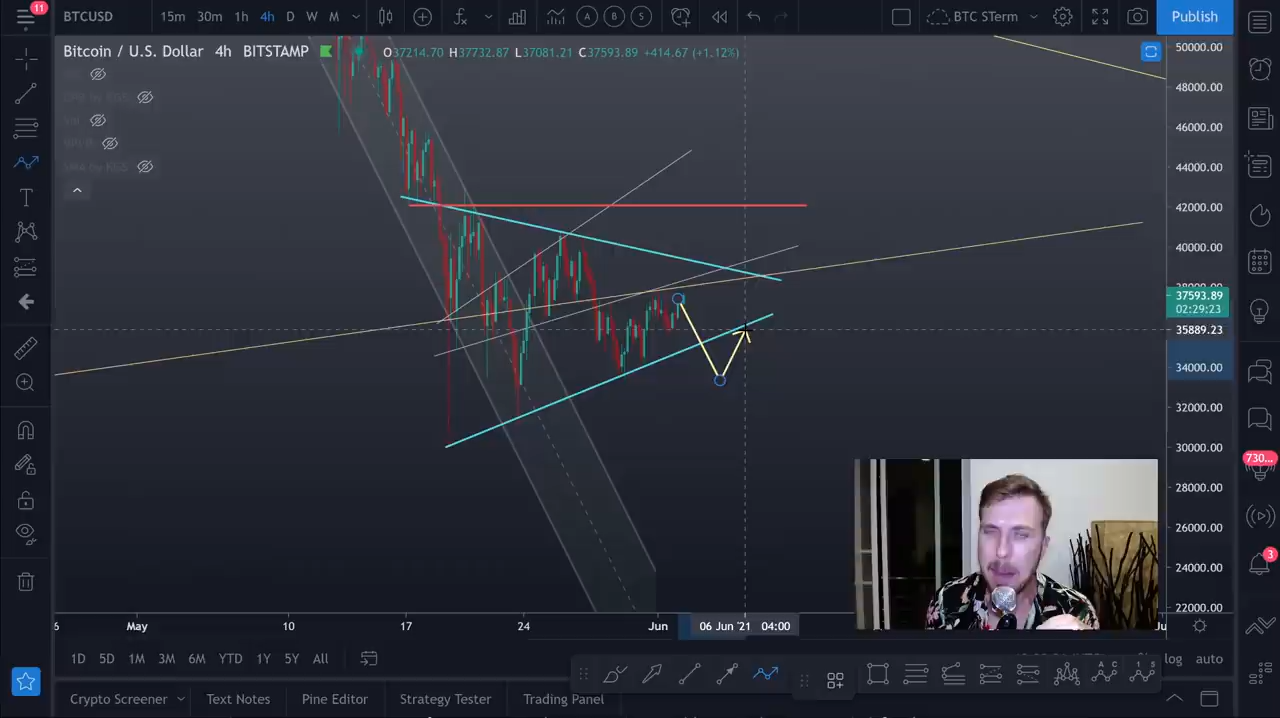 11
BTCUSD
15m 30m 1h 4h D W M
BTC STerm
Publish
Bitcoin / U.S. Dollar 4h BITSTAMP
O37214.70 H37732.87 L37081.21 C37593.89 +414.67 (+1.12%)
50000.00
48000.00
46000.00
44000.00
42000.00
40000.00
37593.89
02:29:23
35889.23
34000.00
32000.00
30000.00
28000.00
26000.00
24000.00
22000.00
730...
3
May 10 17 24 Jun 06 Jun '21 04:00
1D 5D 1M 3M 6M YTD 1Y 5Y All
log auto
Crypto Screener Text Notes Pine Editor Strategy Tester Trading Panel